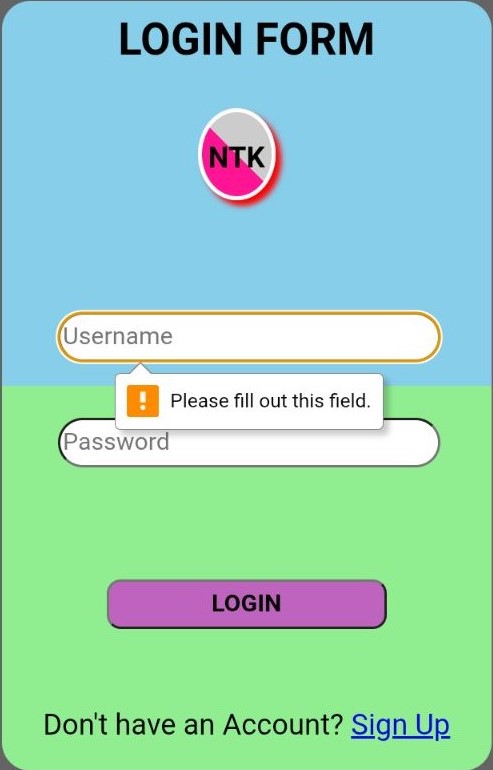 LOGIN FORM
NTK
Username
Please fill out this field.
Password
LOGIN
Don't have an Account? Sign Up